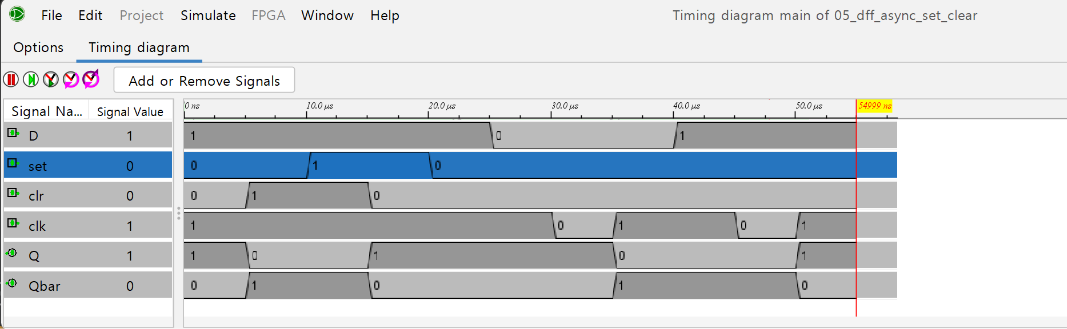 File Edit Project Simulate FPGA Window Help Timing diagram main of 05_dff_async_set_clear
Options Timing diagram
Add or Remove Signals
Signal Na... Signal Value 0 ns 10.0 µs 20.0 µs 30.0 µs 40.0 µs 50.0 µs 54999 ns
D 1 1 0 1
set 0 0 1 0
clr 0 0 1 0
clk 1 1 0 1 0 1
Q 1 1 0 1 0 1
Qbar 0 0 1 0 1 0